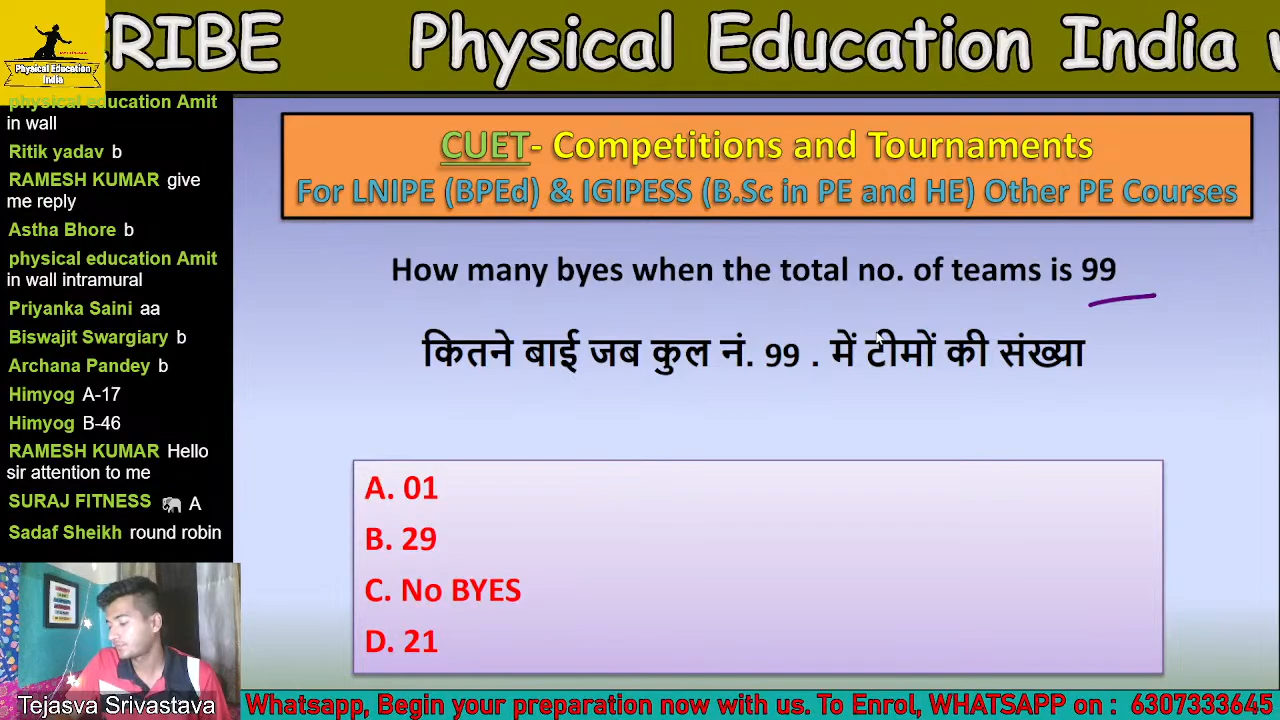 CRIBE Physical Education India
Physical Education
India
physical education Amit
in wall
Ritik yadav b
RAMESH KUMAR give
me reply
Astha Bhore b
physical education Amit
in wall intramural
Priyanka Saini aa
Biswajit Swargiary b
Archana Pandey b
Himyog A-17
Himyog B-46
RAMESH KUMAR Hello
sir attention to me
SURAJ FITNESS 🐘 A
Sadaf Sheikh round robin
CUET- Competitions and Tournaments
For LNIPE (BPEd) & IGIPESS (B.Sc in PE and HE) Other PE Courses
How many byes when the total no. of teams is 99
कितने बाई जब कुल नं. 99 . में टीमों की संख्या
A. 01
B. 29
C. No BYES
D. 21
Tejasva Srivastava
Whatsapp, Begin your preparation now with us. To Enrol, WHATSAPP on : 6307333645